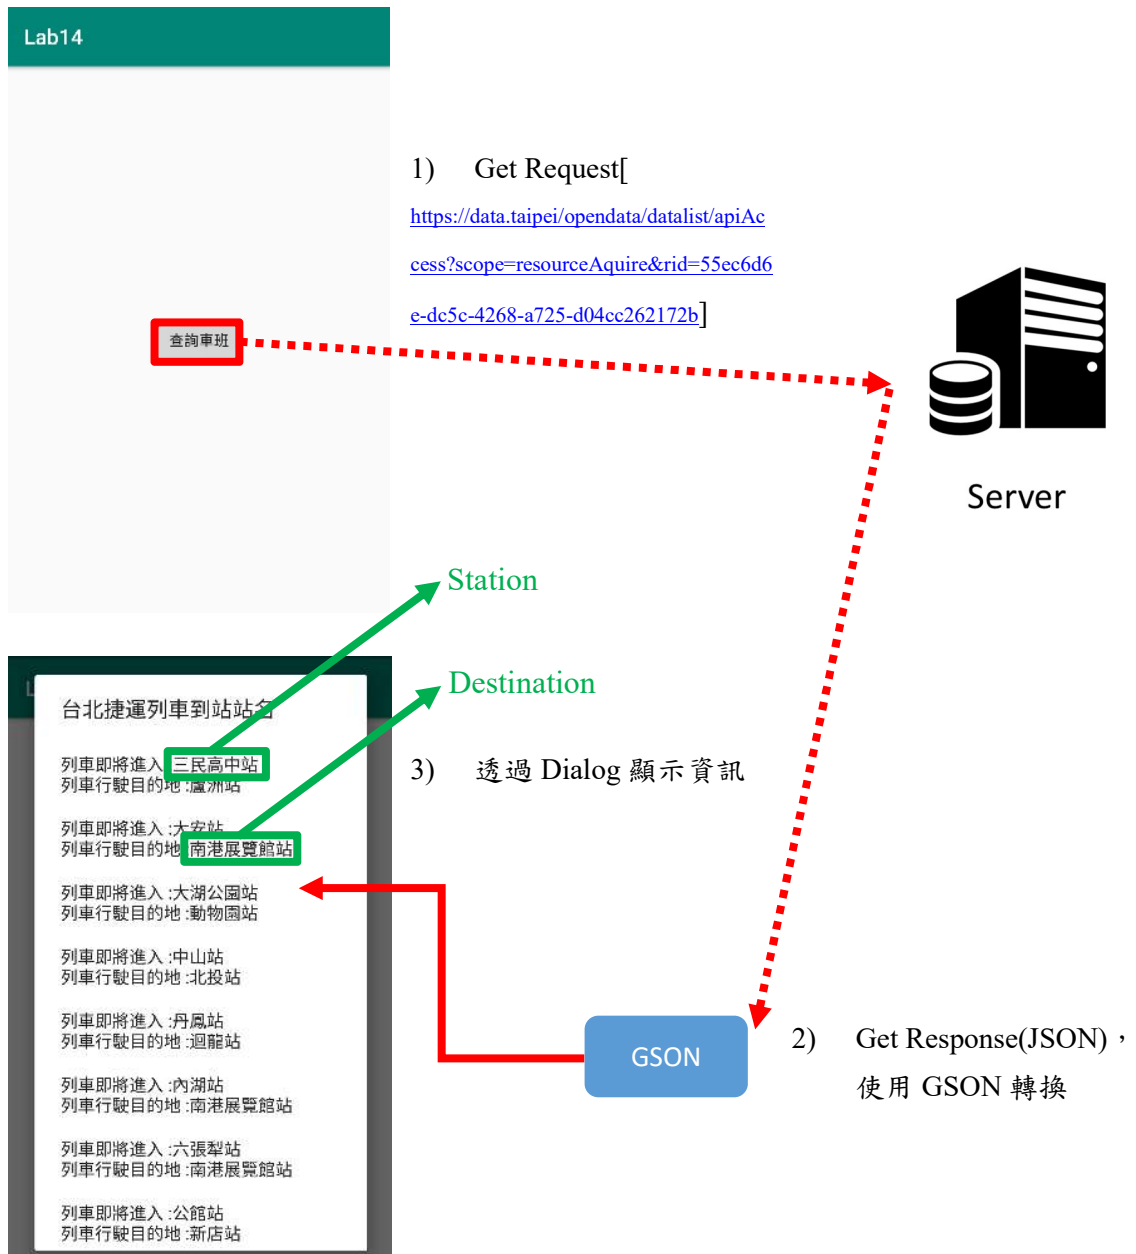 Lab14
1) Get Request[
https://data.taipei/opendata/datalist/apiAc
cess?scope=resourceAquire&rid=55ec6d6
e-dc5c-4268-a725-d04cc262172b]
查詢車班
Server
Station
Destination
台北捷運列車到站站名
列車即將進入 :三民高中站
列車行駛目的地 :蘆洲站
列車即將進入 :大安站
列車行駛目的地 :南港展覽館站
列車即將進入 :大湖公園站
列車行駛目的地 :動物園站
列車即將進入 :中山站
列車行駛目的地 :北投站
列車即將進入 :丹鳳站
列車行駛目的地 :迴龍站
列車即將進入 :內湖站
列車行駛目的地 :南港展覽館站
列車即將進入 :六張犁站
列車行駛目的地 :南港展覽館站
列車即將進入 :公館站
列車行駛目的地 :新店站
3) 透過 Dialog 顯示資訊
GSON
2) Get Response(JSON)，
使用 GSON 轉換